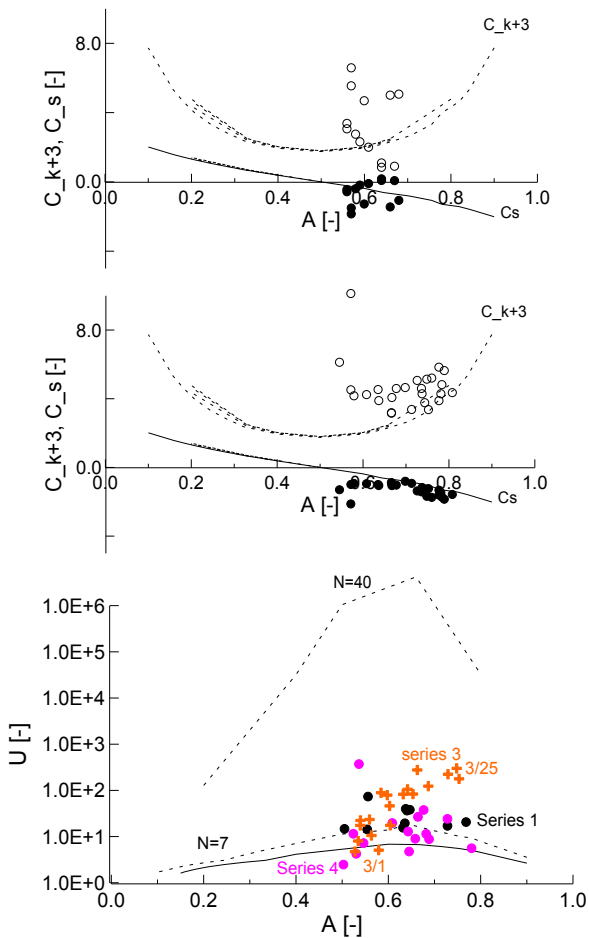 C_k+3
8.0
C_k+3, C_s [-]
0.0
0.0
0.2
0.4
0.6
0.8
1.0
A [-]
Cs
C_k+3
8.0
C_k+3, C_s [-]
0.0
0.0
0.2
0.4
0.6
0.8
1.0
A [-]
Cs
N=40
1.0E+6
1.0E+5
1.0E+4
1.0E+3
series 3
3/25
U [-]
1.0E+2
Series 1
1.0E+1
N=7
Series 4
3/1
1.0E+0
0.0
0.2
0.4
0.6
0.8
1.0
A [-]